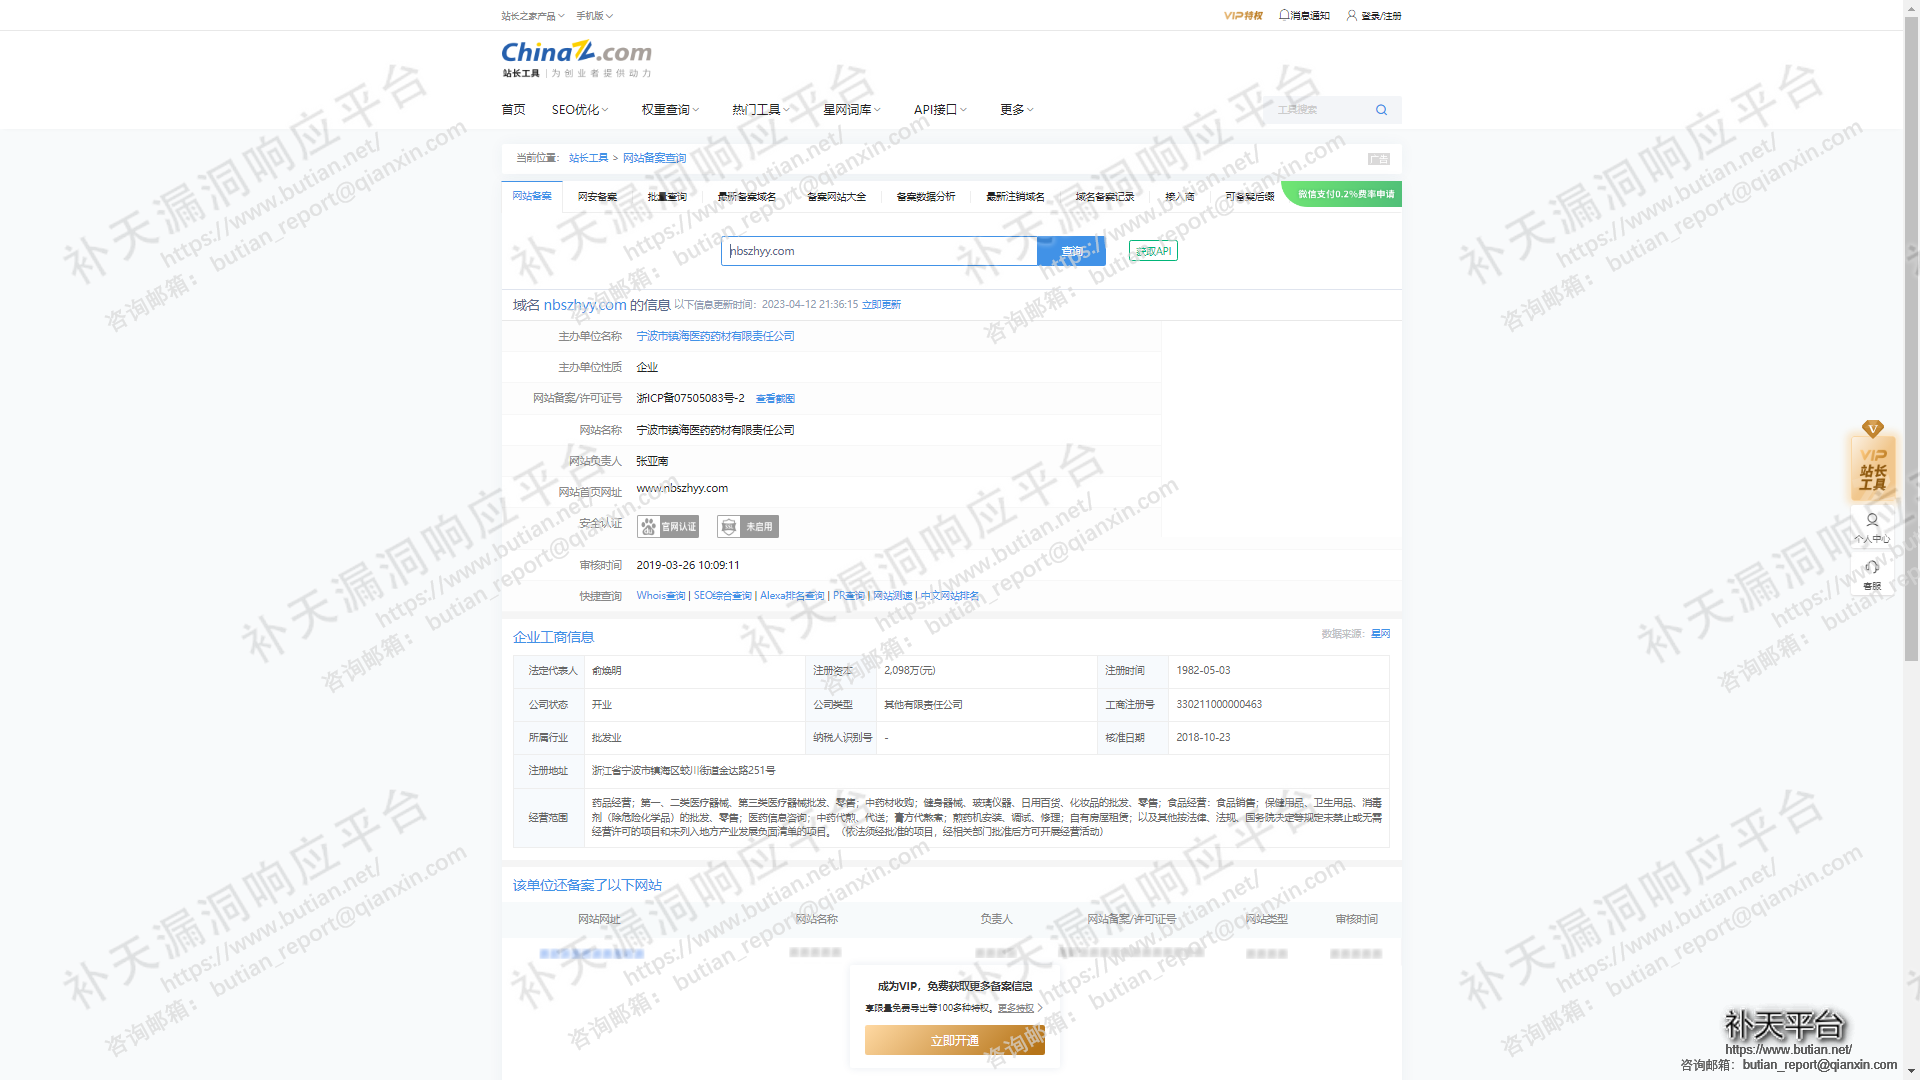 站长之家产品 手机版 VIP特权 消息通知 登录/注册
ChinaZ.com
站长工具 | 为创业者提供动力
首页 SEO优化 权重查询 热门工具 星网词库 API接口 更多 工具搜索
当前位置： 站长工具 > 网站备案查询 广告
网站备案 网安备案 批量查询 最新备案域名 备案网站大全 备案数据分析 最新注销域名 域名备案记录 接入商 可备案后缀 微信支付0.2%费率申请
nbszhyy.com 查询 获取API
域名 nbszhyy.com 的信息 以下信息更新时间：2023-04-12 21:36:15 立即更新
主办单位名称 宁波市镇海医药药材有限责任公司
主办单位性质 企业
网站备案/许可证号 浙ICP备07505083号-2 查看截图
网站名称 宁波市镇海医药药材有限责任公司
网站负责人 张亚南
网站首页网址 www.nbszhyy.com
安全认证 官网认证 未启用
审核时间 2019-03-26 10:09:11
快捷查询 Whois查询 | SEO综合查询 | Alexa排名查询 | PR查询 | 网站测速 | 中文网站排名
VIP
站长
工具
个人中心
客服
企业工商信息 数据来源：星网
法定代表人 俞焕明 注册资本 2,098万(元) 注册时间 1982-05-03
公司状态 开业 公司类型 其他有限责任公司 工商注册号 330211000000463
所属行业 批发业 纳税人识别号 - 核准日期 2018-10-23
注册地址 浙江省宁波市镇海区蛟川街道金达路251号
经营范围 药品经营；第一、二类医疗器械、第三类医疗器械批发、零售；中药材收购；健身器械、玻璃仪器、日用百货、化妆品的批发、零售；食品经营：食品销售；保健用品、卫生用品、消毒
剂（除危险化学品）的批发、零售；医药信息咨询；中药代煎、代送；膏方代熬煮；煎药机安装、调试、修理；自有房屋租赁；以及其他按法律、法规、国务院决定等规定未禁止或无需
经营许可的项目和未列入地方产业发展负面清单的项目。（依法须经批准的项目，经相关部门批准后方可开展经营活动）
该单位还备案了以下网站
网站网址 网站名称 负责人 网站备案/许可证号 网站类型 审核时间
成为VIP，免费获取更多备案信息
享限量免费导出等100多种特权。更多特权 >
立即开通
补天漏洞响应平台
https://www.butian.net/
咨询邮箱：butian_report@qianxin.com
补天平台
https://www.butian.net/
咨询邮箱：butian_report@qianxin.com